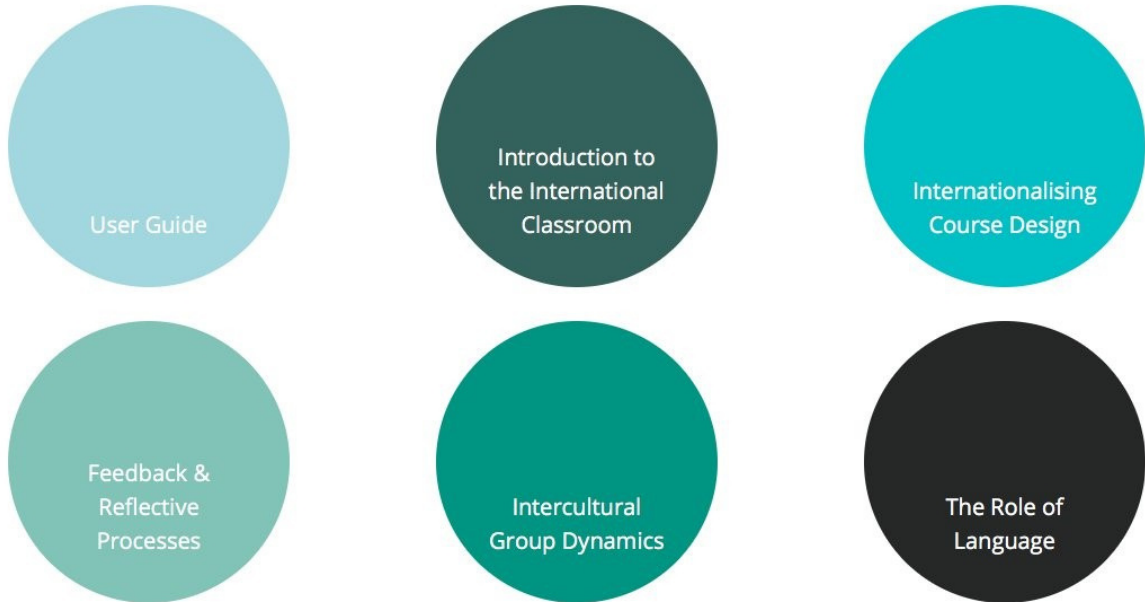 User Guide
Introduction to
the International
Classroom
Internationalising
Course Design
Feedback &
Reflective
Processes
Intercultural
Group Dynamics
The Role of
Language